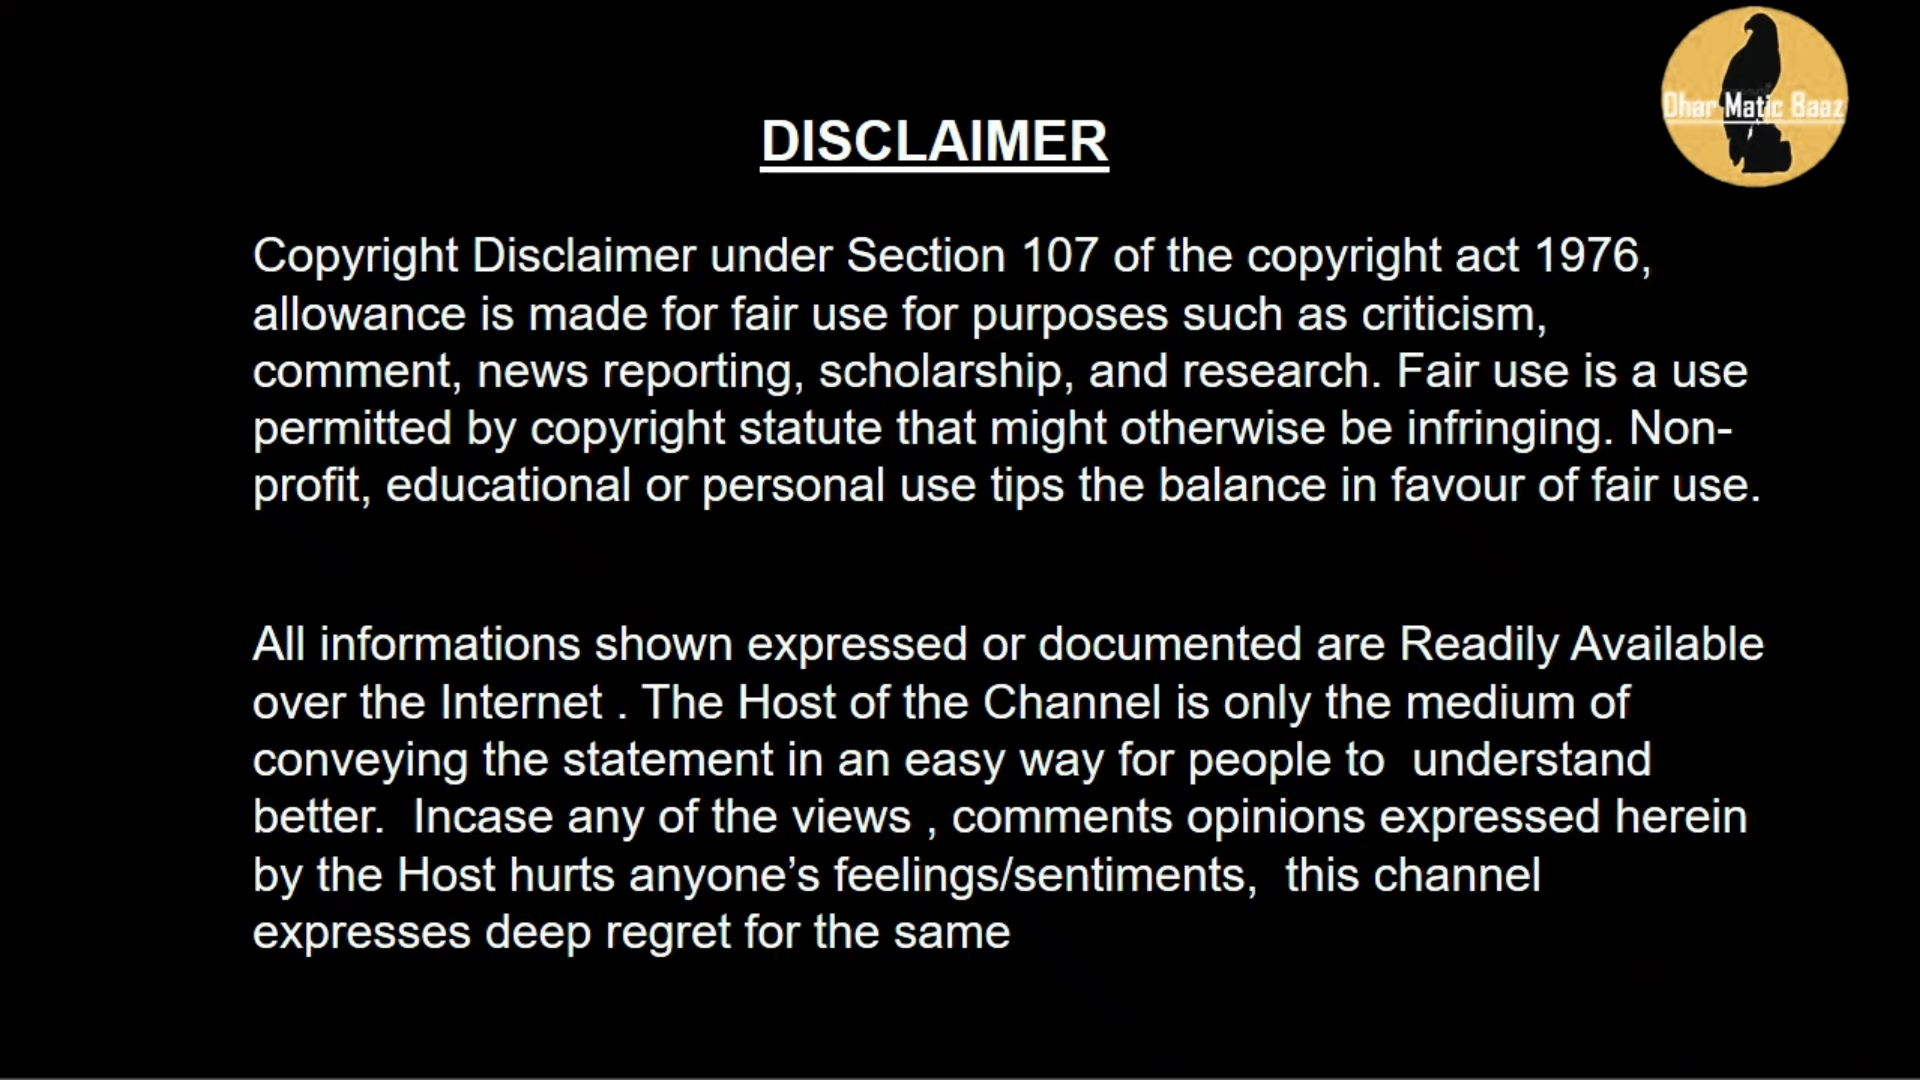 Dhar Matic Baaz
DISCLAIMER
Copyright Disclaimer under Section 107 of the copyright act 1976,
allowance is made for fair use for purposes such as criticism,
comment, news reporting, scholarship, and research. Fair use is a use
permitted by copyright statute that might otherwise be infringing. Non-
profit, educational or personal use tips the balance in favour of fair use.
All informations shown expressed or documented are Readily Available
over the Internet . The Host of the Channel is only the medium of
conveying the statement in an easy way for people to  understand
better.  Incase any of the views , comments opinions expressed herein
by the Host hurts anyone’s feelings/sentiments,  this channel
expresses deep regret for the same